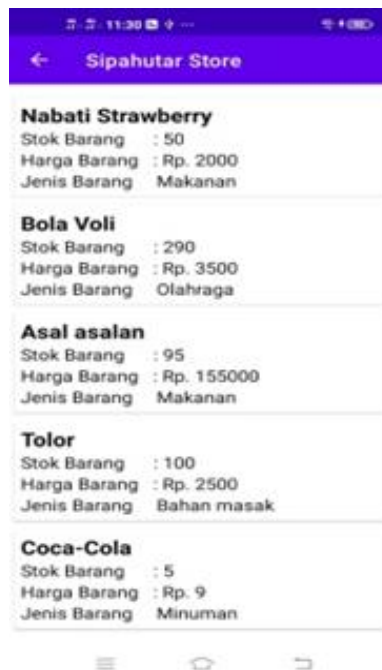 11:30
Sipahutar Store
Nabati Strawberry
Stok Barang : 50
Harga Barang : Rp. 2000
Jenis Barang Makanan
Bola Voli
Stok Barang : 290
Harga Barang : Rp. 3500
Jenis Barang Olahraga
Asal asalan
Stok Barang : 95
Harga Barang : Rp. 155000
Jenis Barang Makanan
Tolor
Stok Barang : 100
Harga Barang : Rp. 2500
Jenis Barang Bahan masak
Coca-Cola
Stok Barang : 5
Harga Barang : Rp. 9
Jenis Barang Minuman